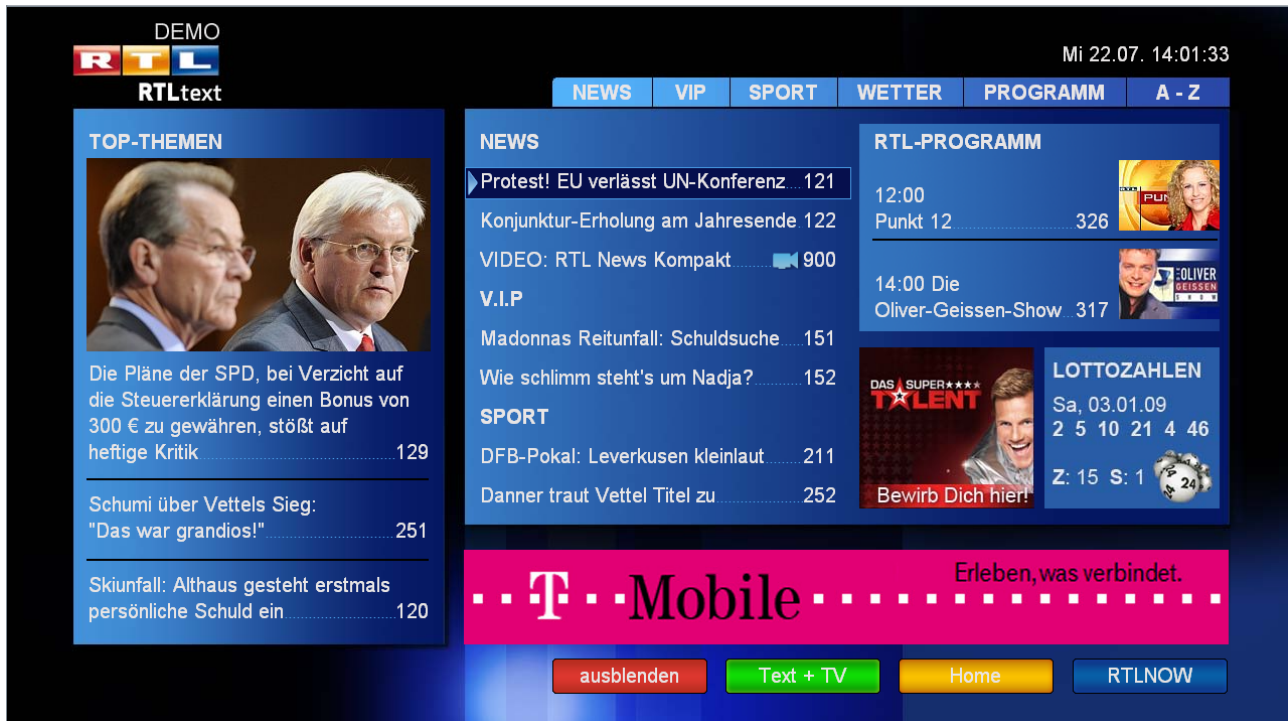 DEMO
RTL
RTLtext
Mi 22.07. 14:01:33
NEWS VIP SPORT WETTER PROGRAMM A - Z
TOP-THEMEN
Die Pläne der SPD, bei Verzicht auf
die Steuererklärung einen Bonus von
300 € zu gewähren, stößt auf
heftige Kritik 129
Schumi über Vettels Sieg:
"Das war grandios!" 251
Skiunfall: Althaus gesteht erstmals
persönliche Schuld ein 120
NEWS
Protest! EU verlässt UN-Konferenz 121
Konjunktur-Erholung am Jahresende 122
VIDEO: RTL News Kompakt 900
V.I.P
Madonnas Reitunfall: Schuldsuche 151
Wie schlimm steht's um Nadja? 152
SPORT
DFB-Pokal: Leverkusen kleinlaut 211
Danner traut Vettel Titel zu 252
RTL-PROGRAMM
12:00
Punkt 12 326
RTL
PUN
14:00 Die
Oliver-Geissen-Show 317
OLIVER
GEISSEN
SHOW
DAS SUPER
TALENT
Bewirb Dich hier!
LOTTOZAHLEN
Sa, 03.01.09
2 5 10 21 4 46
Z: 15 S: 1
24
Erleben, was verbindet.
T Mobile
ausblenden Text + TV Home RTLNOW